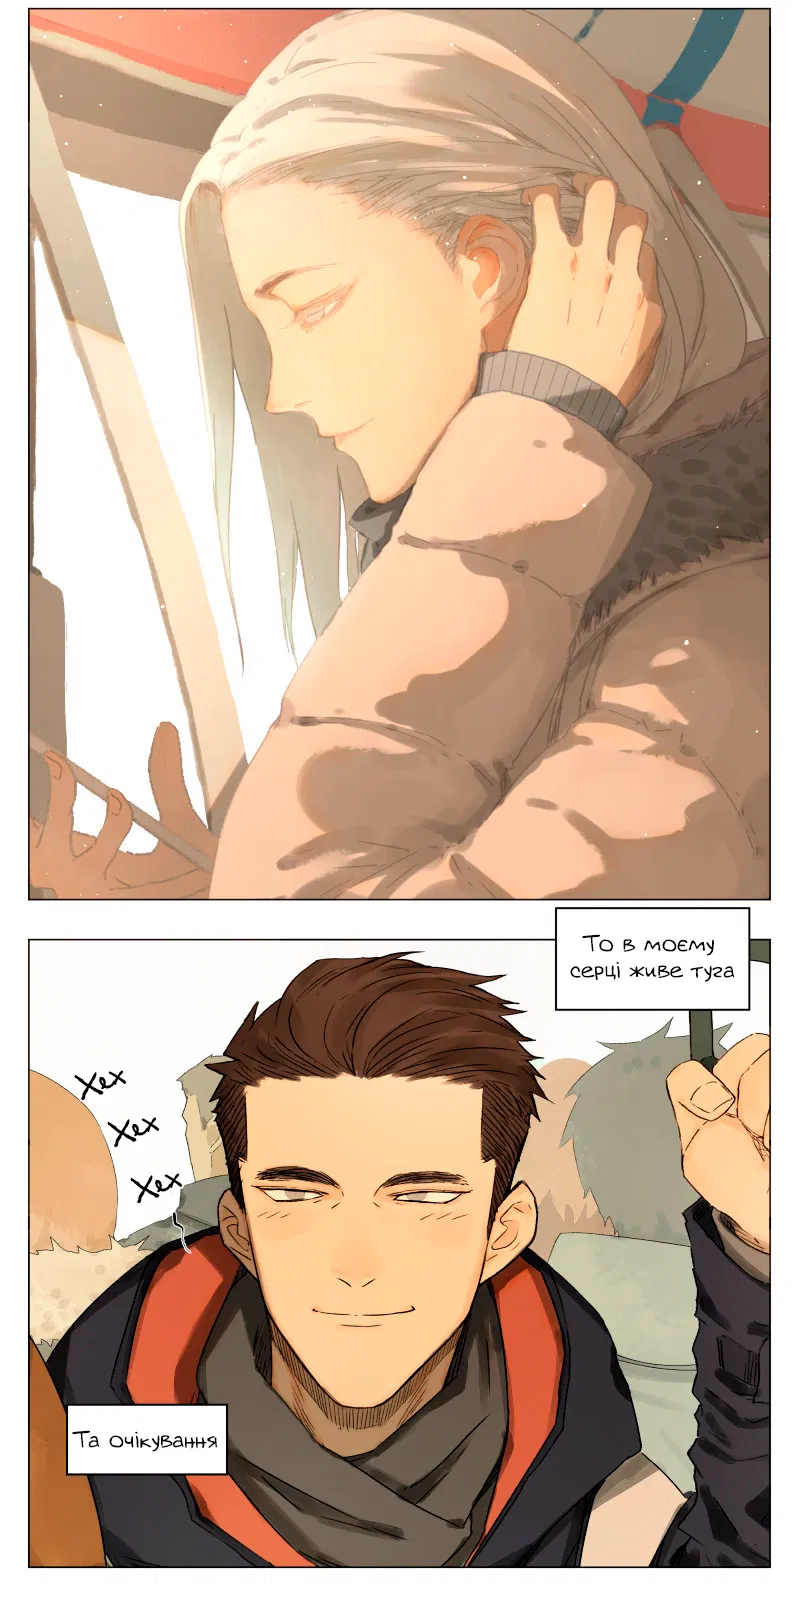 То в моєму
серці живе туга
Хех
Хех
Хех
Та очікування